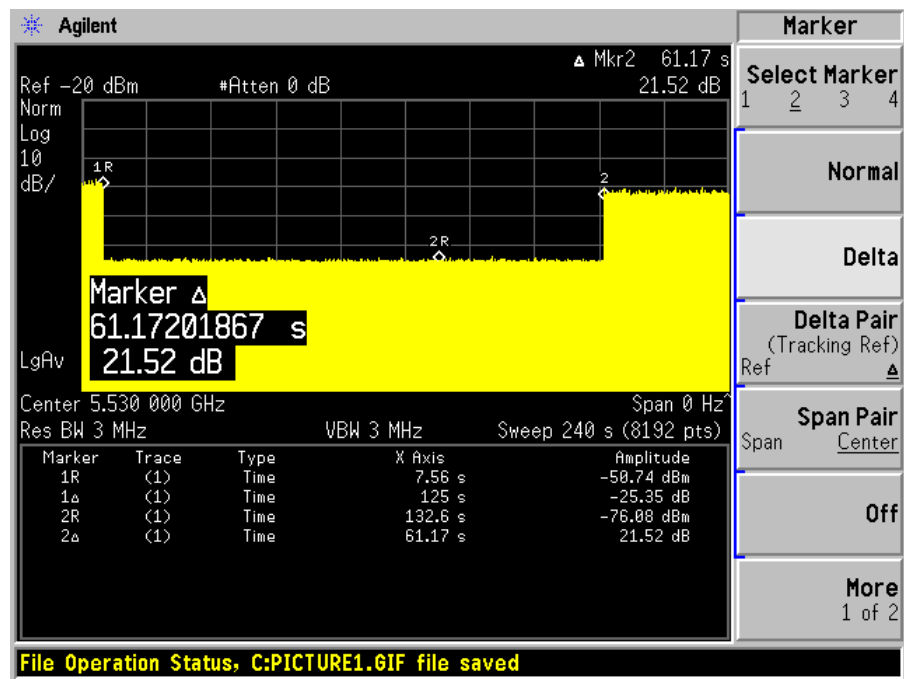 Agilent
Marker
▵ Mkr2 61.17 s
Ref -20 dBm #Atten 0 dB 21.52 dB
Norm
Log
10
dB/
1R
2
2R
Marker ▵
61.17201867 s
21.52 dB
LgAv
Center 5.530 000 GHz Span 0 Hz^
Res BW 3 MHz VBW 3 MHz Sweep 240 s (8192 pts)
Marker Trace Type X Axis Amplitude
1R (1) Time 7.56 s -50.74 dBm
1▵ (1) Time 125 s -25.35 dB
2R (1) Time 132.6 s -76.08 dBm
2▵ (1) Time 61.17 s 21.52 dB
Select Marker
1 2 3 4
Normal
Delta
Delta Pair
(Tracking Ref)
Ref ▵
Span Pair
Span Center
Off
More
1 of 2
File Operation Status, C:PICTURE1.GIF file saved